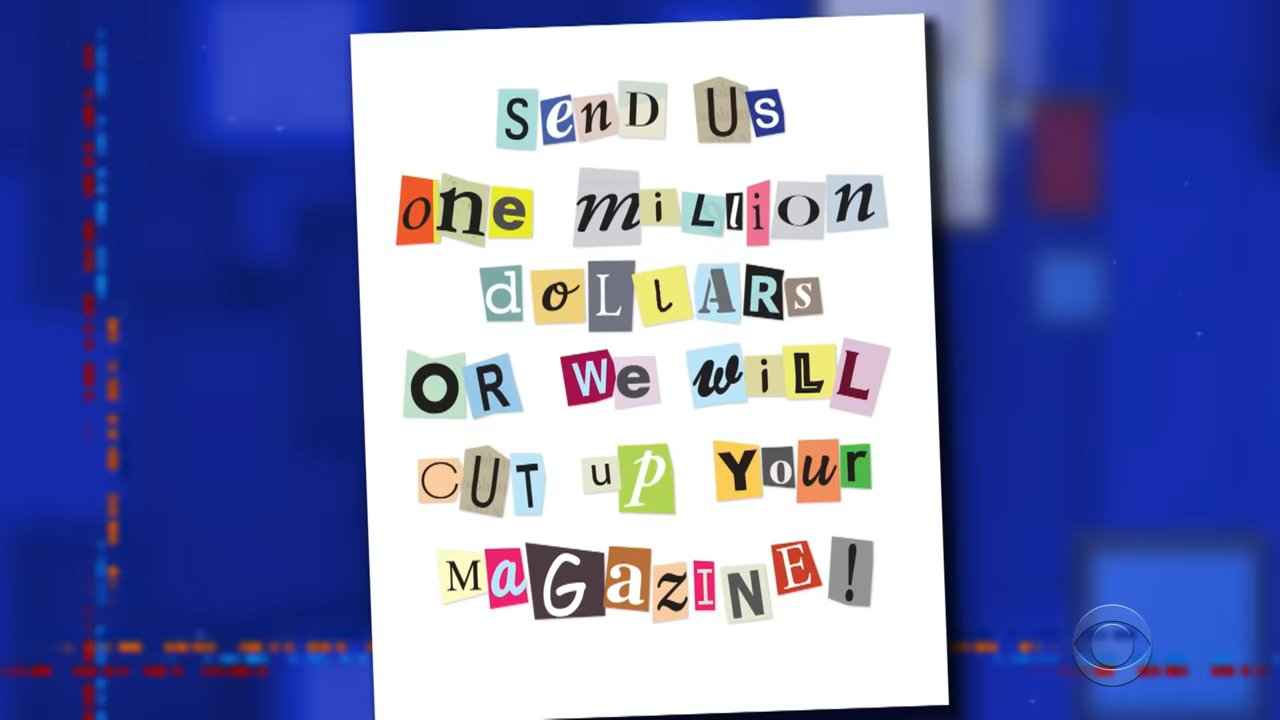 SenD Us
one miLlion
doLlARs
OR We wiLL
CUT up Your
MaGazINE!